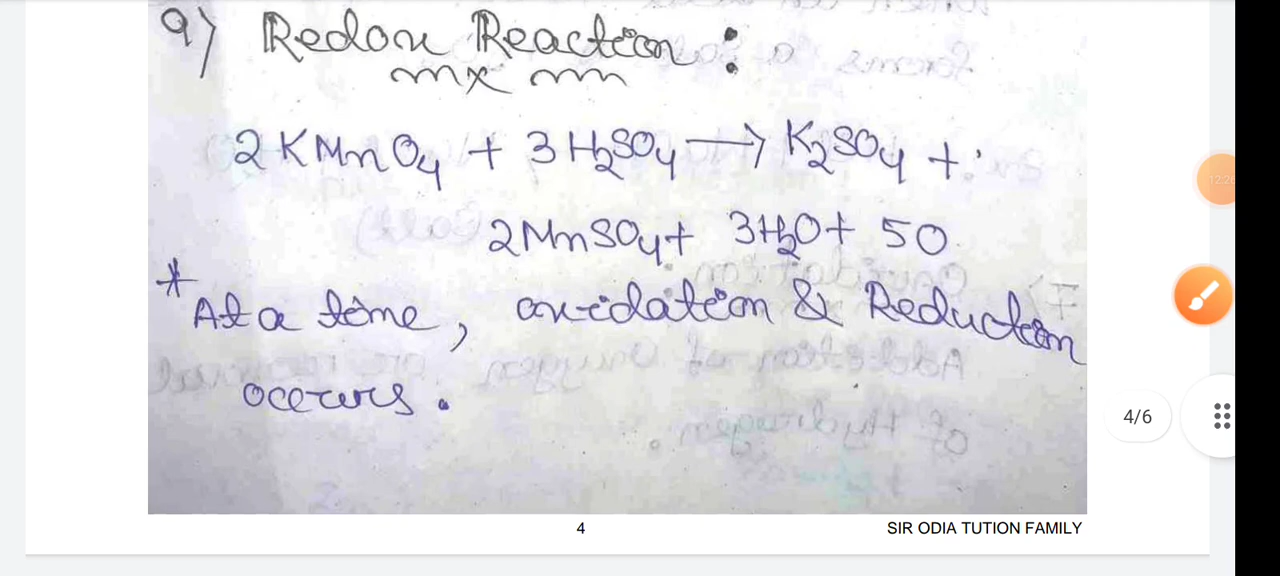 9) Redox Reaction :
2 KMnO4 + 3 H2SO4 → K2SO4 +
2MnSO4 + 3H2O + 5O
* At a time, oxidation & Reduction
occurs.
4/6
4 SIR ODIA TUTION FAMILY